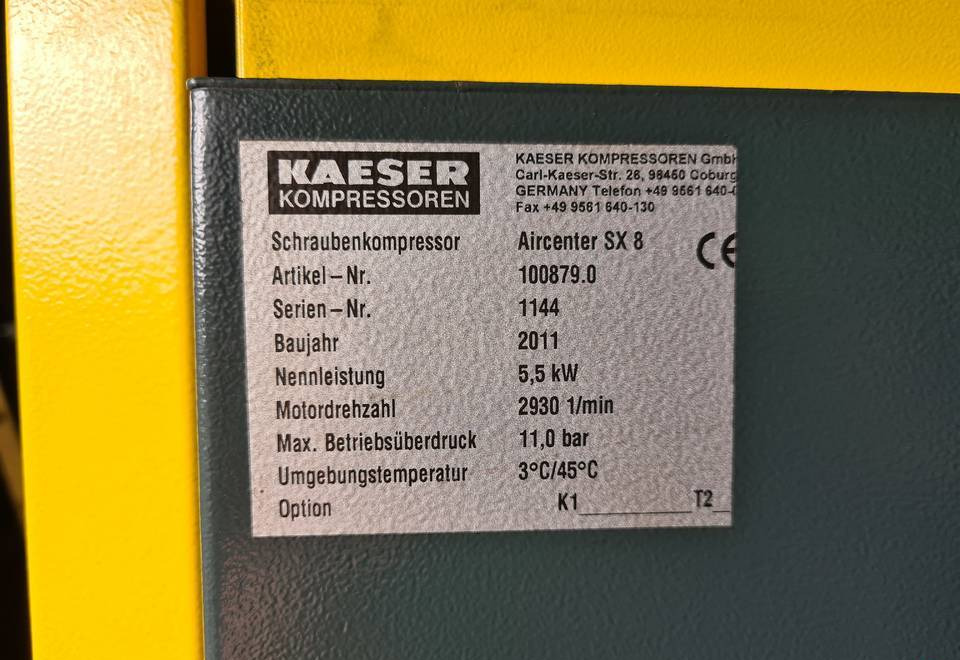 KAESER
KOMPRESSOREN
KAESER KOMPRESSOREN GmbH
Carl-Kaeser-Str. 26, 96450 Coburg
GERMANY Telefon +49 9561 640-
Fax +49 9561 640-130
Schraubenkompressor Aircenter SX 8
Artikel-Nr. 100879.0
Serien-Nr. 1144
Baujahr 2011
Nennleistung 5,5 kW
Motordrehzahl 2930 1/min
Max. Betriebsüberdruck 11,0 bar
Umgebungstemperatur 3°C/45°C
Option K1__________T2_
CE